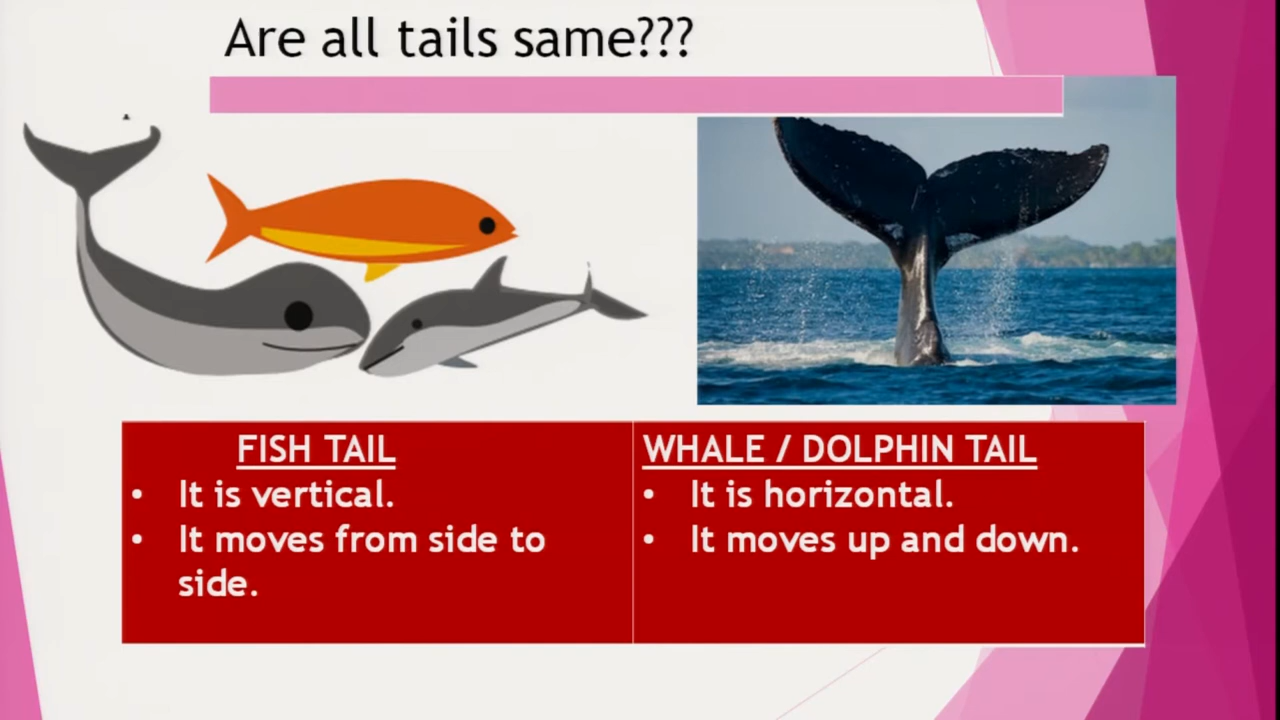 Are all tails same???
FISH TAIL
• It is vertical.
• It moves from side to
side.
WHALE / DOLPHIN TAIL
• It is horizontal.
• It moves up and down.